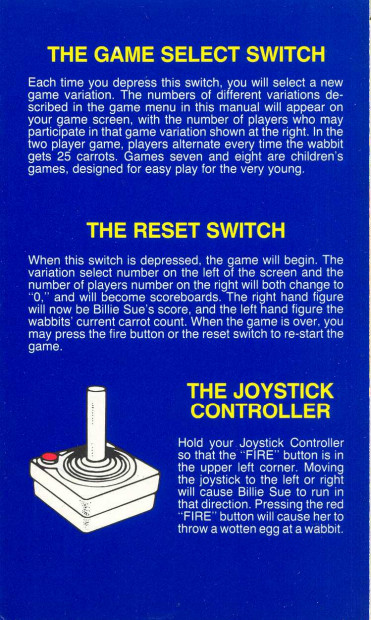 THE GAME SELECT SWITCH
Each time you depress this switch, you will select a new
game variation. The numbers of different variations de-
scribed in the game menu in this manual will appear on
your game screen, with the number of players who may
participate in that game variation shown at the right. In the
two player game, players alternate every time the wabbit
gets 25 carrots. Games seven and eight are children's
games, designed for easy play for the very young.
THE RESET SWITCH
When this switch is depressed, the game will begin. The
variation select number on the left of the screen and the
number of players number on the right will both change to
"0," and will become scoreboards. The right hand figure
will now be Billie Sue's score, and the left hand figure the
wabbits' current carrot count. When the game is over, you
may press the fire button or the reset switch to re-start the
game.
THE JOYSTICK
CONTROLLER
Hold your Joystick Controller
so that the "FIRE" button is in
the upper left corner. Moving
the joystick to the left or right
will cause Billie Sue to run in
that direction. Pressing the red
"FIRE" button will cause her to
throw a wotten egg at a wabbit.